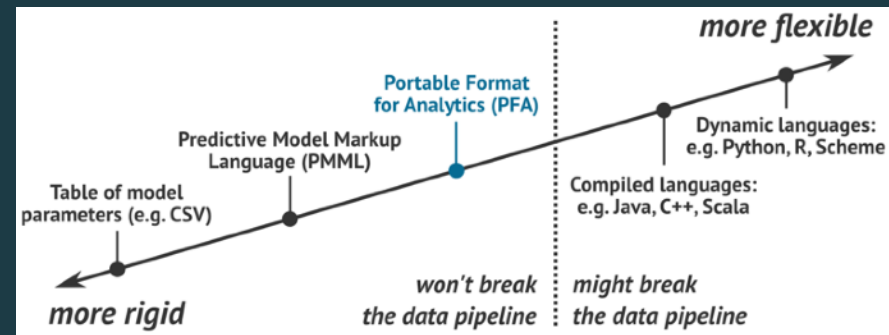 more flexible
Portable Format
for Analytics (PFA)
Predictive Model Markup
Language (PMML)
Dynamic languages:
e.g. Python, R, Scheme
Table of model
parameters (e.g. CSV)
Compiled languages:
e.g. Java, C++, Scala
more rigid
won't break
the data pipeline
might break
the data pipeline